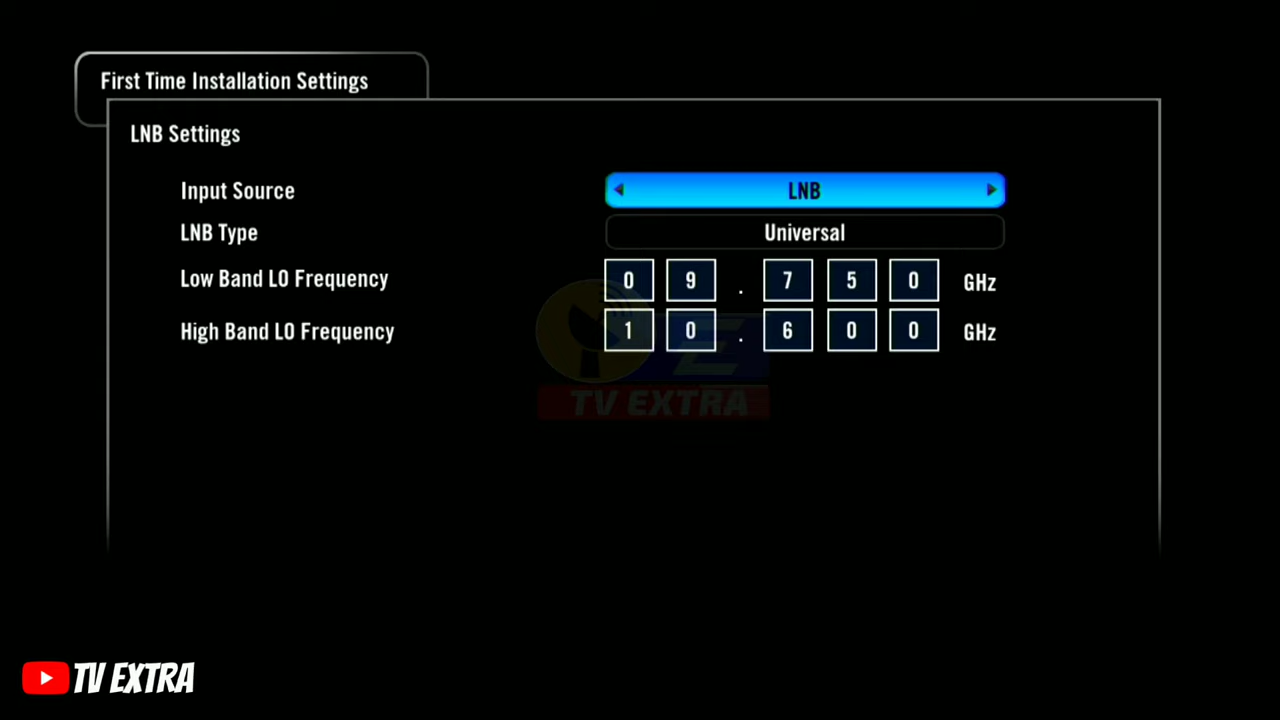 First Time Installation Settings
LNB Settings
Input Source LNB
LNB Type Universal
Low Band LO Frequency 0 9 . 7 5 0 GHz
High Band LO Frequency 1 0 . 6 0 0 GHz
E
TV EXTRA
TV EXTRA